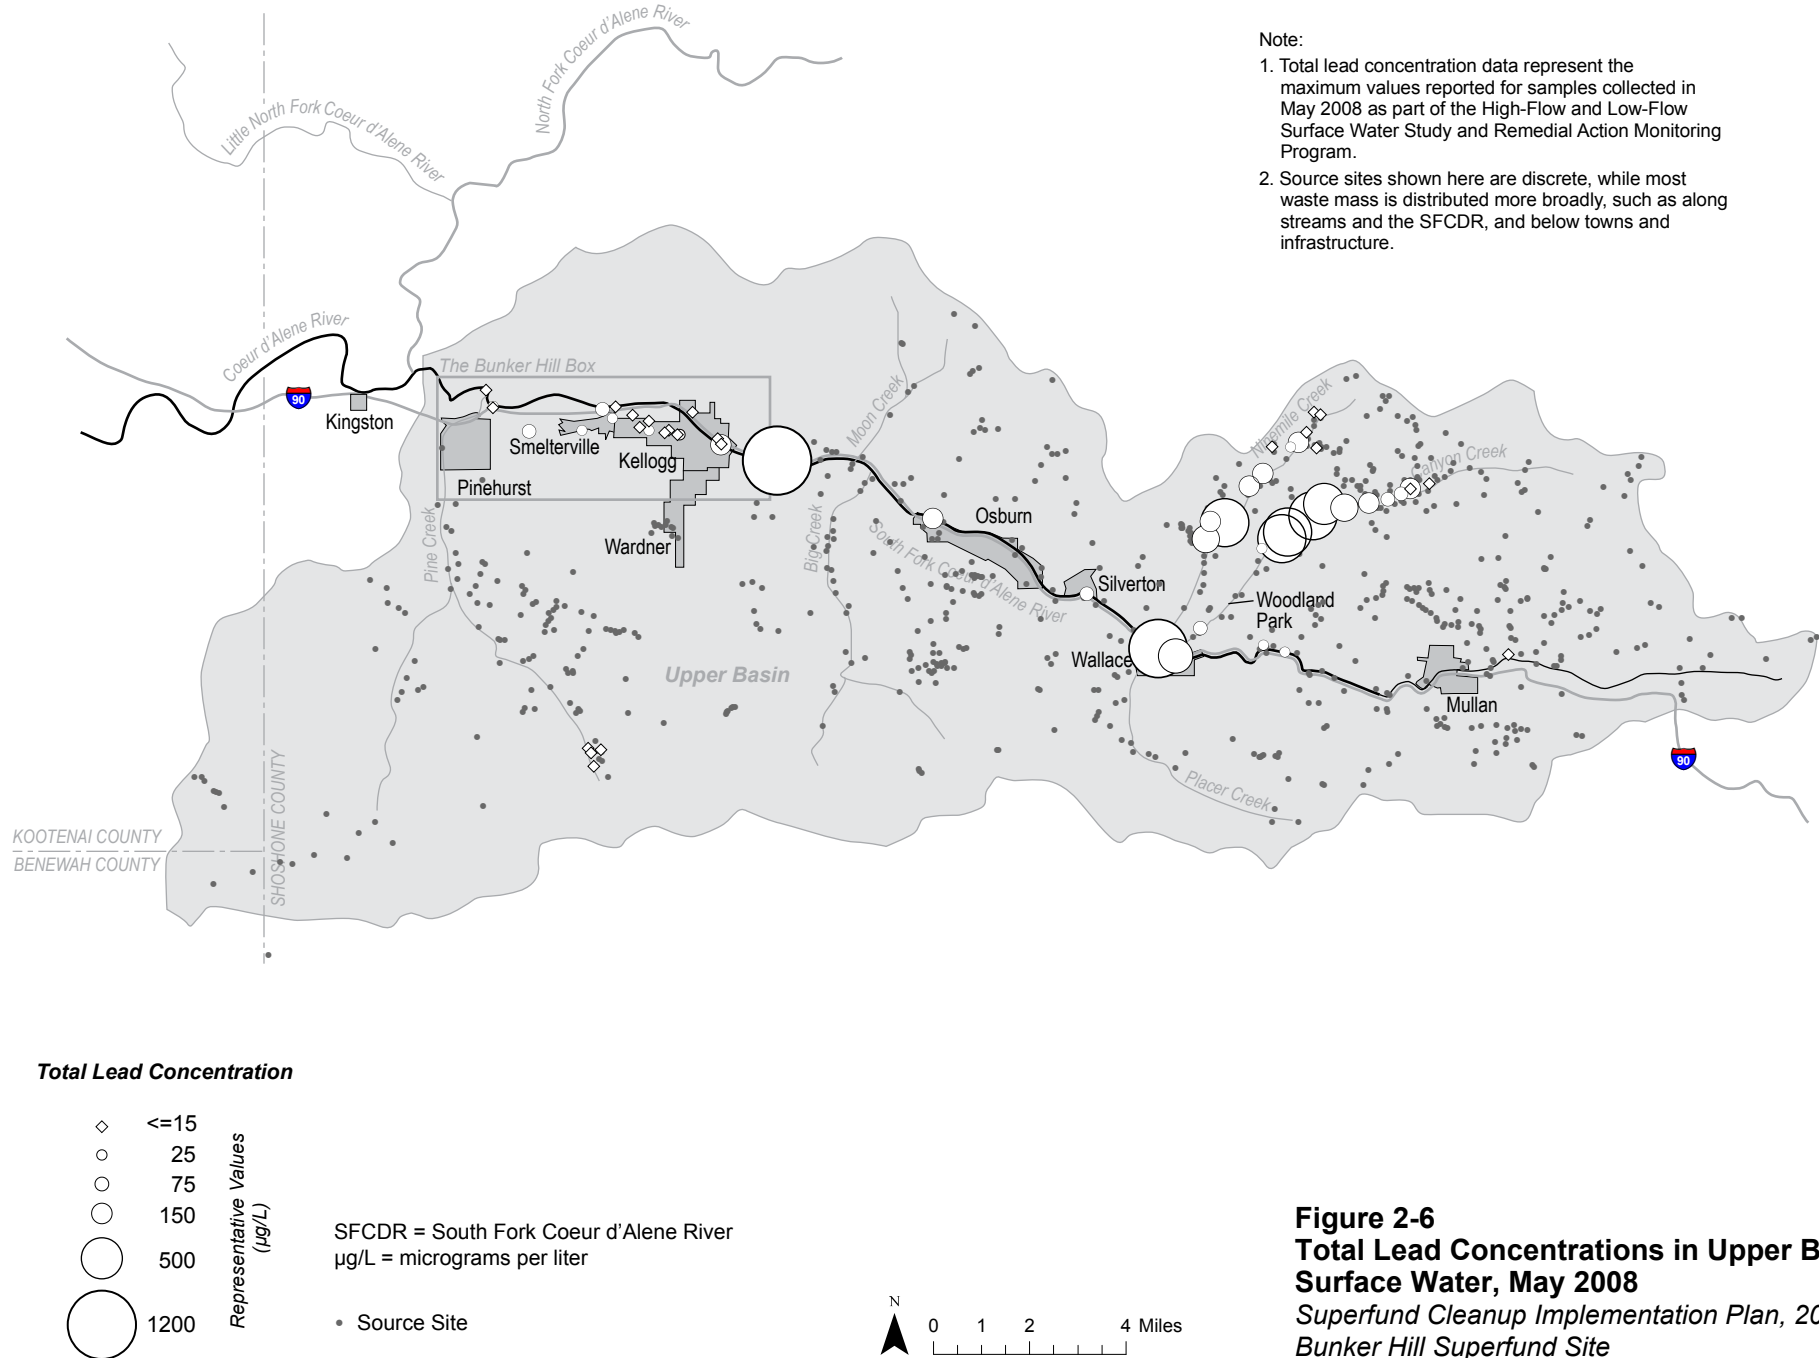 Note:
1. Total lead concentration data represent the
maximum values reported for samples collected in
May 2008 as part of the High-Flow and Low-Flow
Surface Water Study and Remedial Action Monitoring
Program.
2. Source sites shown here are discrete, while most
waste mass is distributed more broadly, such as along
streams and the SFCDR, and below towns and
infrastructure.
North Fork Coeur d'Alene River
Little North Fork Coeur d'Alene River
Coeur d'Alene River
The Bunker Hill Box
90
Kingston
Smelterville
Kellogg
Pinehurst
Wardner
Pine Creek
Moon Creek
Big Creek
Osburn
South Fork Coeur d'Alene River
Silverton
Ninemile Creek
Canyon Creek
Woodland
Park
Wallace
Upper Basin
Mullan
90
Placer Creek
KOOTENAI COUNTY
BENEWAH COUNTY
SHOSHONE COUNTY
Total Lead Concentration
<=15
25
75
150
500
1200
Representative Values
(µg/L)
SFCDR = South Fork Coeur d'Alene River
µg/L = micrograms per liter
Source Site
N
0 1 2 4 Miles
Figure 2-6
Total Lead Concentrations in Upper B
Surface Water, May 2008
Superfund Cleanup Implementation Plan, 20
Bunker Hill Superfund Site